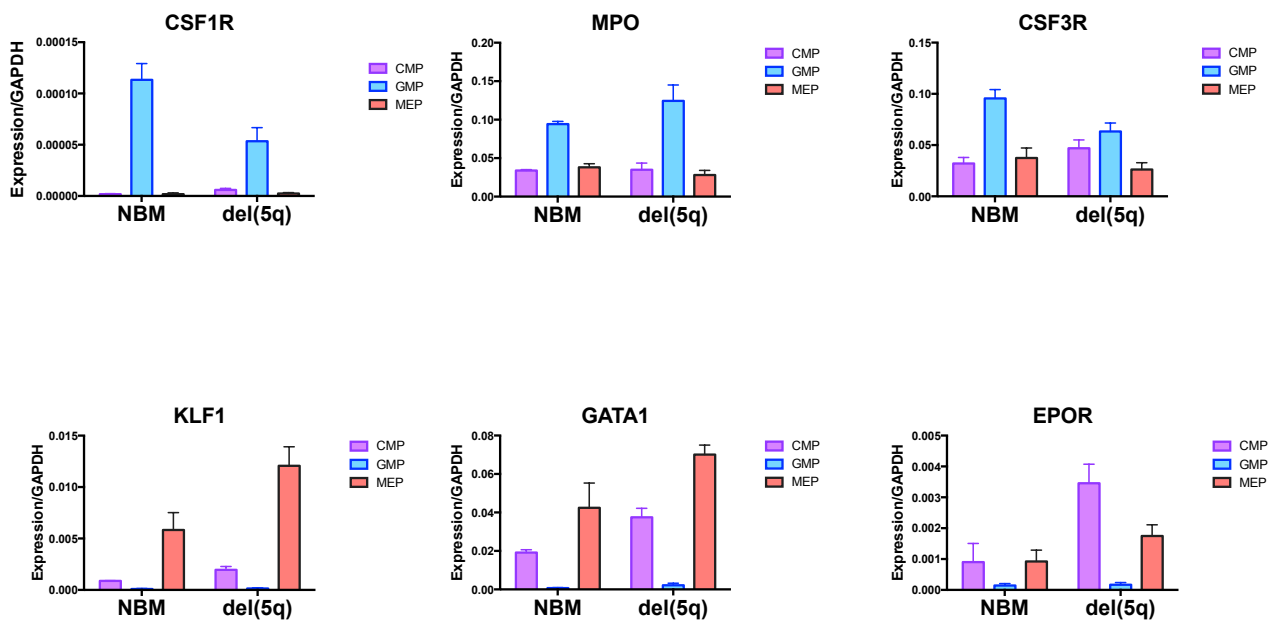 CSF1R
Expression/GAPDH
0.00015
0.00010
0.00005
0.00000
NBM
del(5q)
CMP
GMP
MEP
MPO
Expression/GAPDH
0.20
0.15
0.10
0.05
0.00
NBM
del(5q)
CMP
GMP
MEP
CSF3R
Expression/GAPDH
0.15
0.10
0.05
0.00
NBM
del(5q)
CMP
GMP
MEP
KLF1
Expression/GAPDH
0.015
0.010
0.005
0.000
NBM
del(5q)
CMP
GMP
MEP
GATA1
Expression/GAPDH
0.08
0.06
0.04
0.02
0.00
NBM
del(5q)
CMP
GMP
MEP
EPOR
Expression/GAPDH
0.005
0.004
0.003
0.002
0.001
0.000
NBM
del(5q)
CMP
GMP
MEP